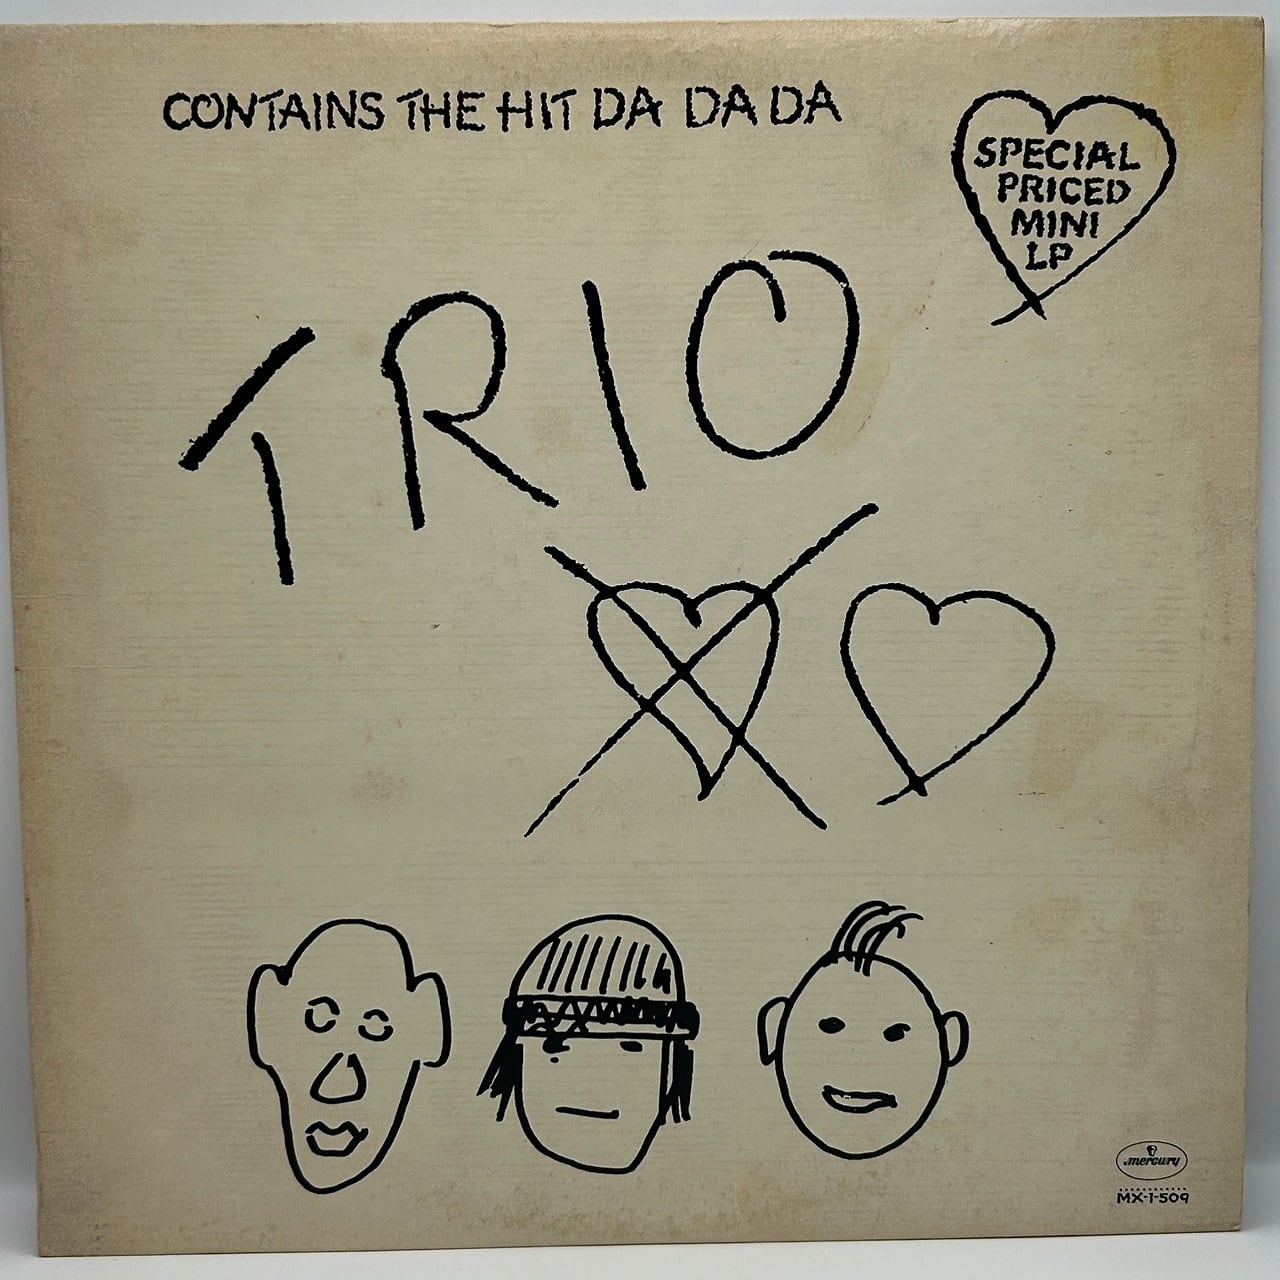 CONTAINS THE HIT DA DA DA
SPECIAL
PRICED
MINI
LP
TRIO
mercury
MX-1-509